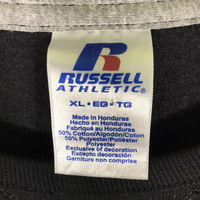 RUSSELL
ATHLETIC®
XL • EG • TG
Made in Honduras
Hecho en Honduras
Fabriqué au Honduras
50% Cotton/Algodón/Coton
50% Polyester/Poliéster
Polyester
Exclusive of decoration
Excepto decoración
Garniture non comprise